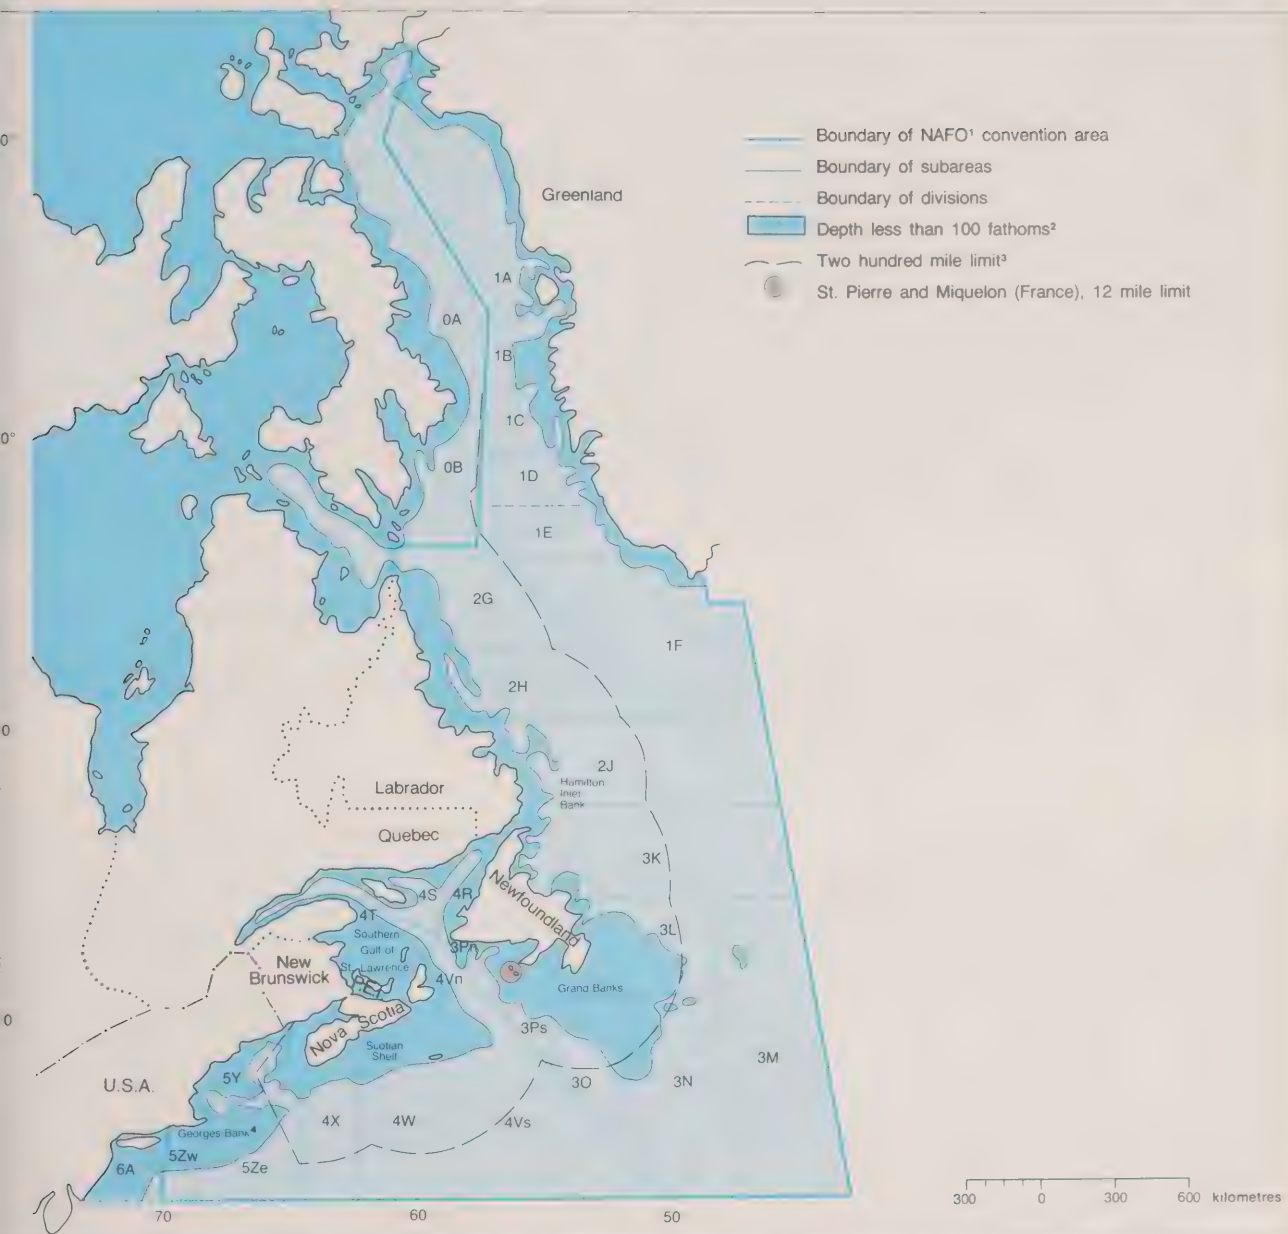 Boundary of NAFO¹ convention area
Boundary of subareas
Boundary of divisions
Depth less than 100 fathoms²
Two hundred mile limit³
St. Pierre and Miquelon (France), 12 mile limit
0
Greenland
1A
0A
1B
1C
0°
0B
1D
1E
2G
1F
2H
0
2J
Hamilton
Inlet
Bank
Labrador
Quebec
3K
4S
4R
Newfoundland
4T
Southern
Gulf of
St. Lawrence
3L
3Pn
New
Brunswick
P.E.I.
4Vn
Grand Banks
0
Nova Scotia
Scotian
Shelf
3Ps
3M
U.S.A.
5Y
3O
3N
4X
4W
4Vs
Georges Bank⁴
5Zw
6A
5Ze
300 0 300 600 kilometres
70 60 50